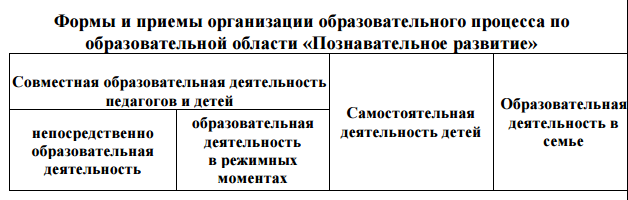 Формы и приемы организации образовательного процесса по
образовательной области «Познавательное развитие»
Совместная образовательная деятельность
педагогов и детей
непосредственно
образовательная
деятельность
образовательная
деятельность
в режимных
моментах
Самостоятельная
деятельность детей
Образовательная
деятельность в
семье